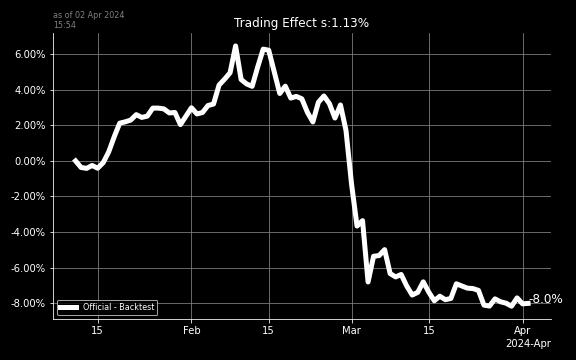 as of 02 Apr 2024
15:54
Trading Effect s:1.13%
6.00%
4.00%
2.00%
0.00%
-2.00%
-4.00%
-6.00%
-8.00%
-8.0%
Official - Backtest
15
Feb
15
Mar
15
Apr
2024-Apr